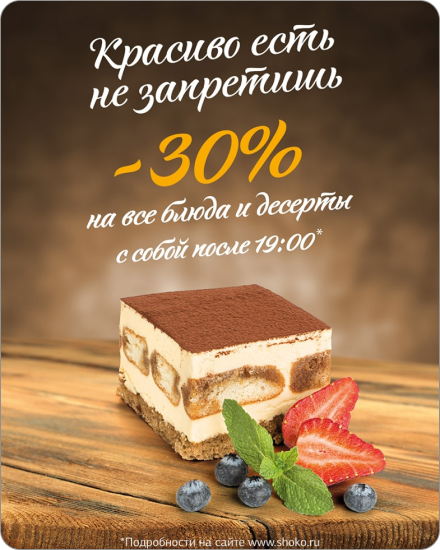 Красиво есть
не запретишь
-30%
на все блюда и десерты
с собой после 19:00*
*Подробности на сайте www.shoko.ru